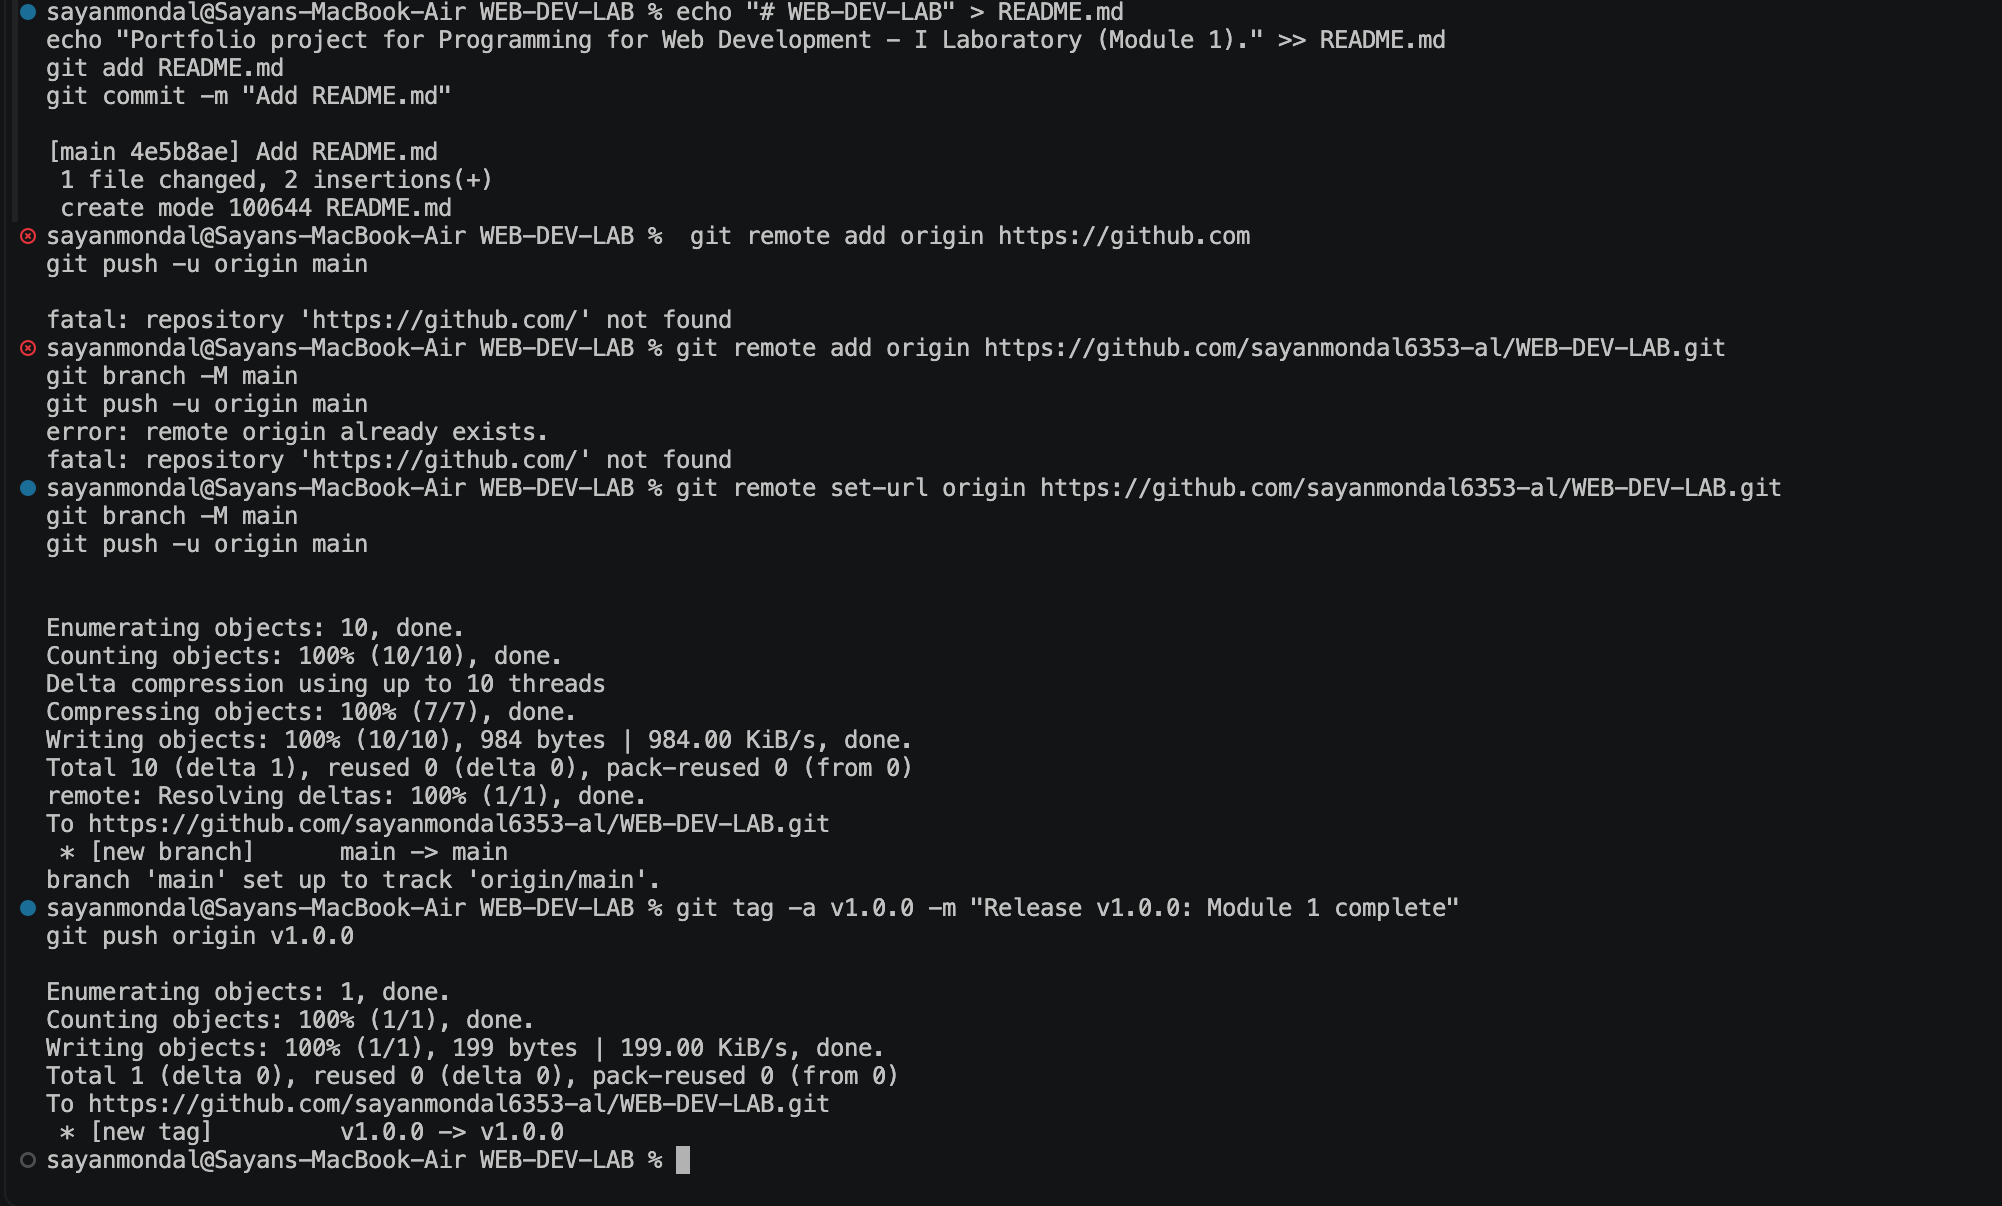 sayanmondal@Sayans-MacBook-Air WEB-DEV-LAB % echo "# WEB-DEV-LAB" > README.md
echo "Portfolio project for Programming for Web Development - I Laboratory (Module 1)." >> README.md
git add README.md
git commit -m "Add README.md"
[main 4e5b8ae] Add README.md
 1 file changed, 2 insertions(+)
 create mode 100644 README.md
sayanmondal@Sayans-MacBook-Air WEB-DEV-LAB %  git remote add origin https://github.com
git push -u origin main
fatal: repository 'https://github.com/' not found
sayanmondal@Sayans-MacBook-Air WEB-DEV-LAB % git remote add origin https://github.com/sayanmondal6353-al/WEB-DEV-LAB.git
git branch -M main
git push -u origin main
error: remote origin already exists.
fatal: repository 'https://github.com/' not found
sayanmondal@Sayans-MacBook-Air WEB-DEV-LAB % git remote set-url origin https://github.com/sayanmondal6353-al/WEB-DEV-LAB.git
git branch -M main
git push -u origin main
Enumerating objects: 10, done.
Counting objects: 100% (10/10), done.
Delta compression using up to 10 threads
Compressing objects: 100% (7/7), done.
Writing objects: 100% (10/10), 984 bytes | 984.00 KiB/s, done.
Total 10 (delta 1), reused 0 (delta 0), pack-reused 0 (from 0)
remote: Resolving deltas: 100% (1/1), done.
To https://github.com/sayanmondal6353-al/WEB-DEV-LAB.git
 * [new branch]      main -> main
branch 'main' set up to track 'origin/main'.
sayanmondal@Sayans-MacBook-Air WEB-DEV-LAB % git tag -a v1.0.0 -m "Release v1.0.0: Module 1 complete"
git push origin v1.0.0
Enumerating objects: 1, done.
Counting objects: 100% (1/1), done.
Writing objects: 100% (1/1), 199 bytes | 199.00 KiB/s, done.
Total 1 (delta 0), reused 0 (delta 0), pack-reused 0 (from 0)
To https://github.com/sayanmondal6353-al/WEB-DEV-LAB.git
 * [new tag]         v1.0.0 -> v1.0.0
sayanmondal@Sayans-MacBook-Air WEB-DEV-LAB %